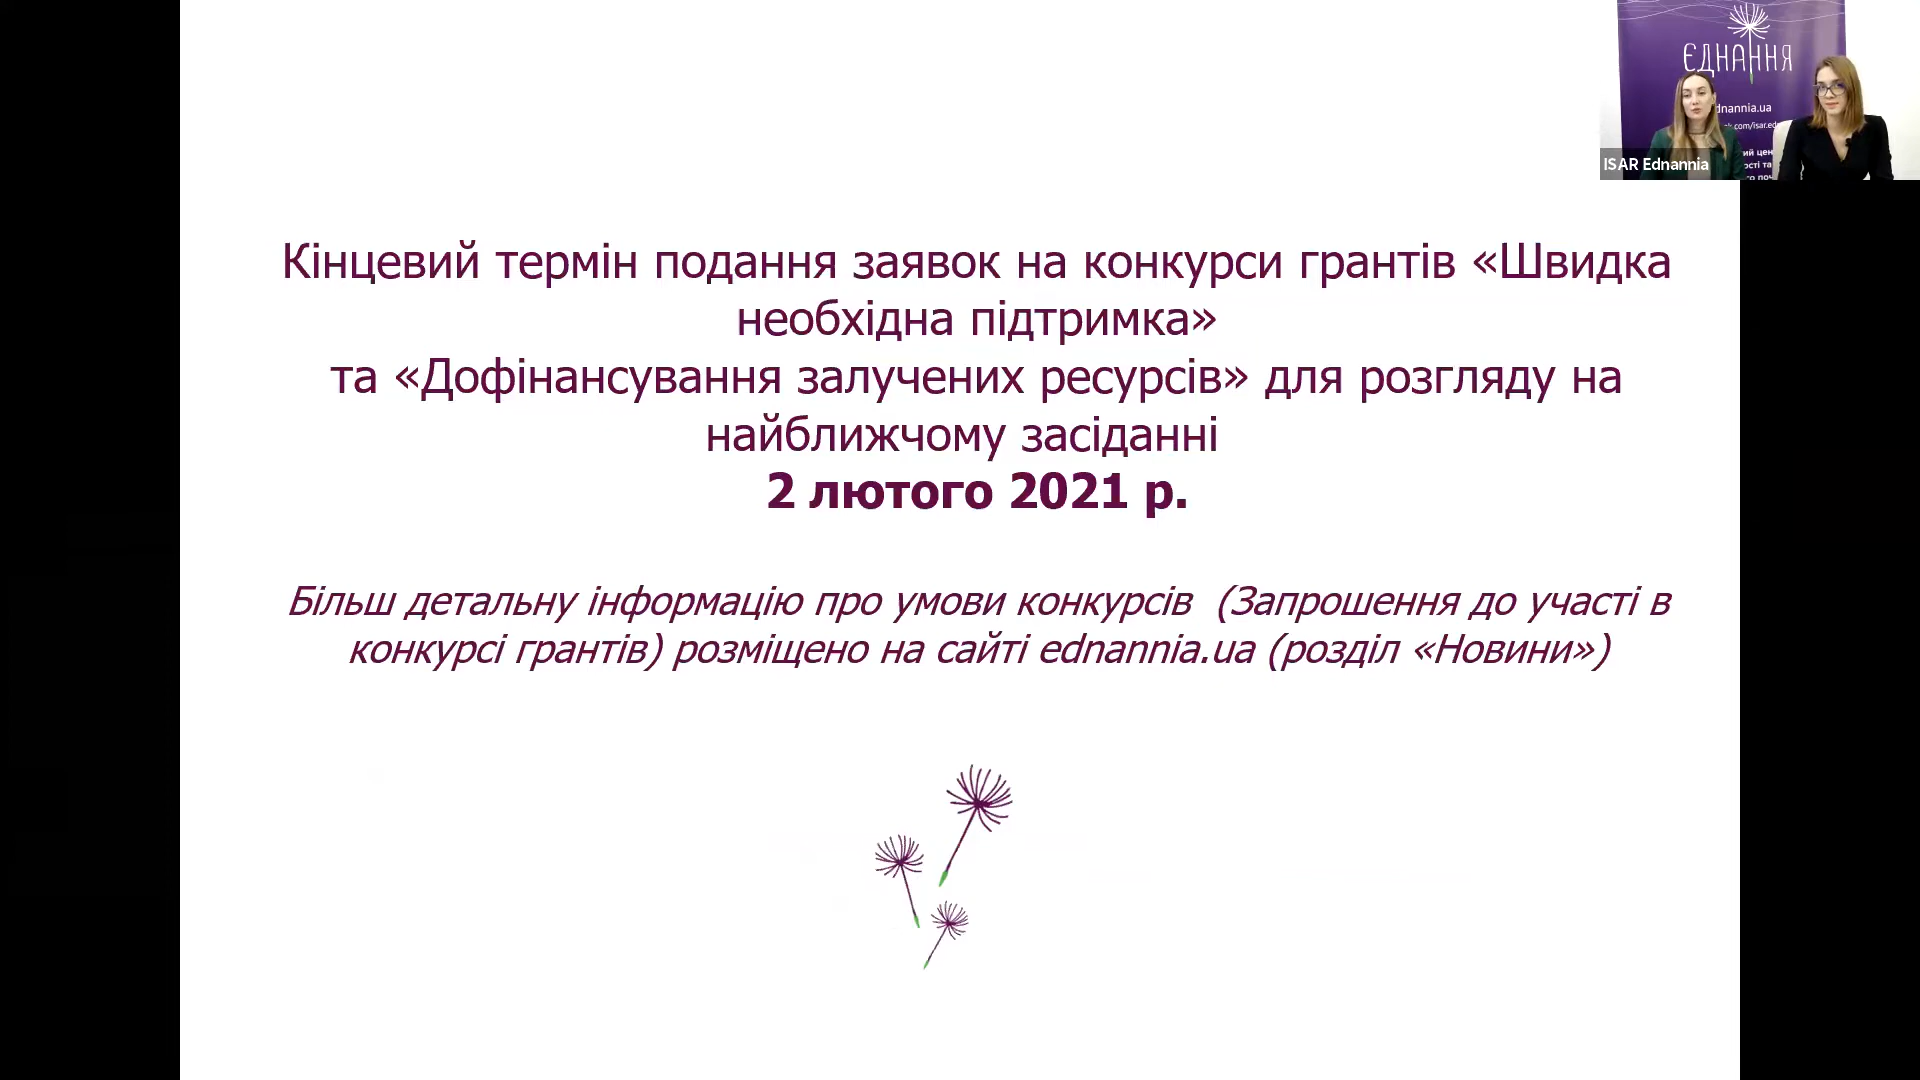 ЄДНАННЯ
dnannia.ua
ISAR Ednannia
Кінцевий термін подання заявок на конкурси грантів «Швидка
необхідна підтримка»
та «Дофінансування залучених ресурсів» для розгляду на
найближчому засіданні
2 лютого 2021 р.
Більш детальну інформацію про умови конкурсів (Запрошення до участі в
конкурсі грантів) розміщено на сайті ednannia.ua (розділ «Новини»)